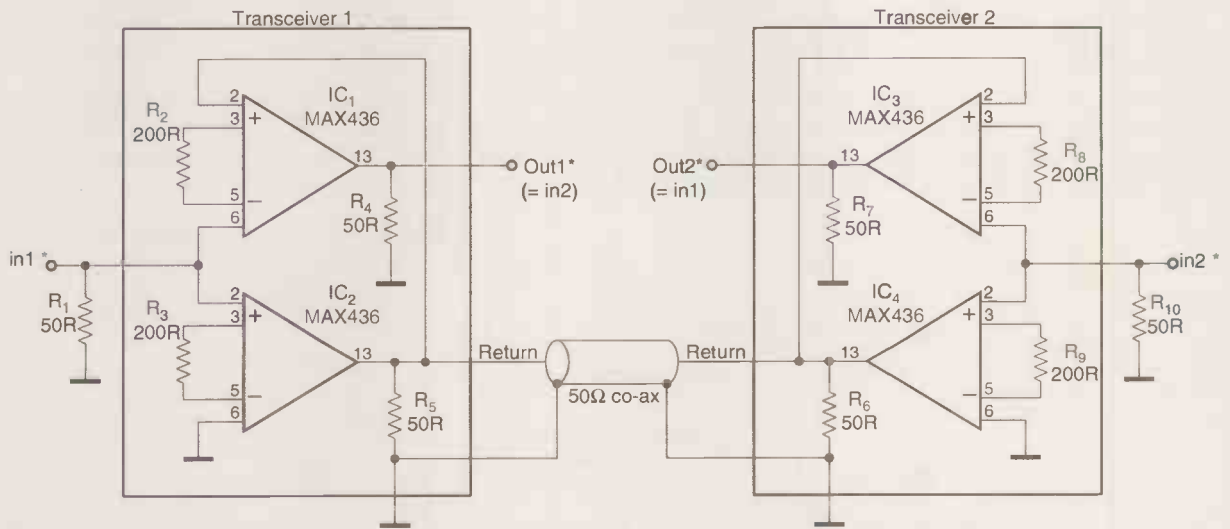 Transceiver 1
Transceiver 2
IC₁
MAX436
R₂
200R
2
3
+
5
−
6
13
Out1*
(= in2)
R₄
50R
in1 *
R₁
50R
IC₂
MAX436
R₃
200R
2
3
+
5
−
6
13
R₅
50R
Return
50Ω co-ax
Return
IC₃
MAX436
2
3
+
5
−
6
R₈
200R
13
Out2*
(= in1)
R₇
50R
in2 *
R₁₀
50R
IC₄
MAX436
2
3
+
5
−
6
R₉
200R
13
R₆
50R